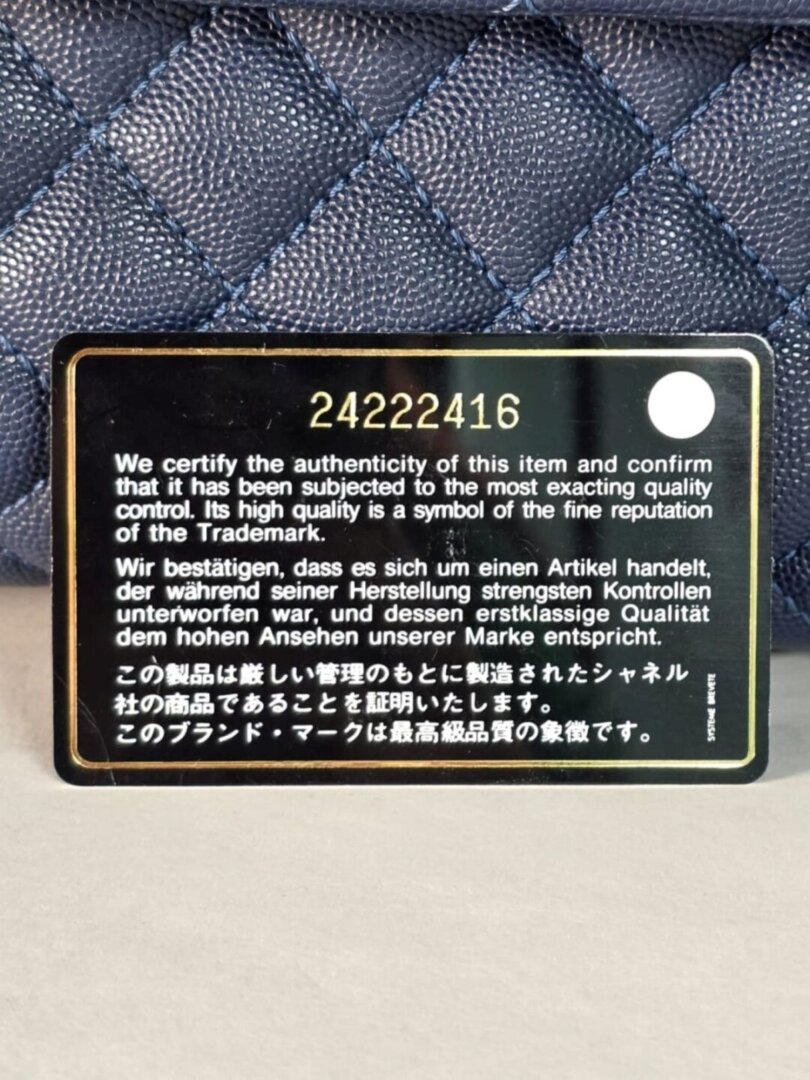 24222416
We certify the authenticity of this item and confirm
that it has been subjected to the most exacting quality
control. Its high quality is a symbol of the fine reputation
of the Trademark.
Wir bestätigen, dass es sich um einen Artikel handelt,
der während seiner Herstellung strengsten Kontrollen
unterworfen war, und dessen erstklassige Qualität
dem hohen Ansehen unserer Marke entspricht.
この製品は厳しい管理のもとに製造されたシャネル
社の商品であることを証明いたします。
このブランド・マークは最高級品質の象徴です。
SYSTEME BREVETE